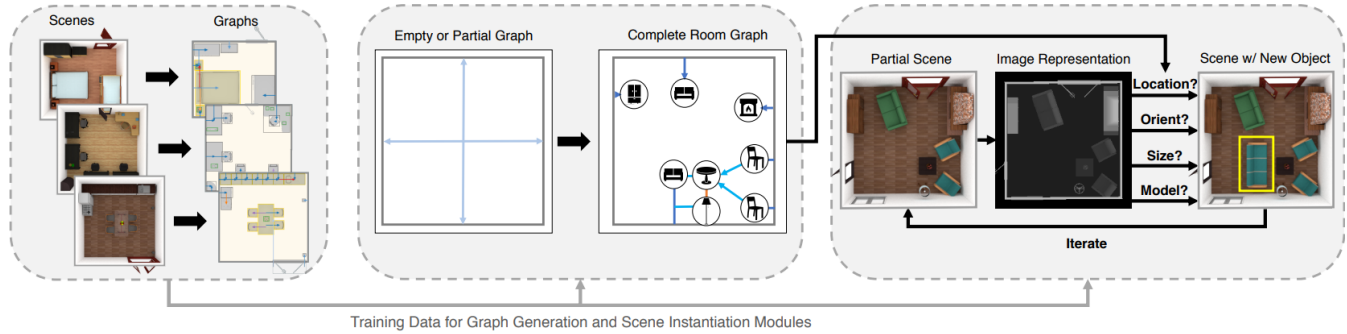 Scenes
Graphs
Empty or Partial Graph
Complete Room Graph
Partial Scene
Image Representation
Scene w/ New Object
Location?
Orient?
Size?
Model?
Iterate
Training Data for Graph Generation and Scene Instantiation Modules